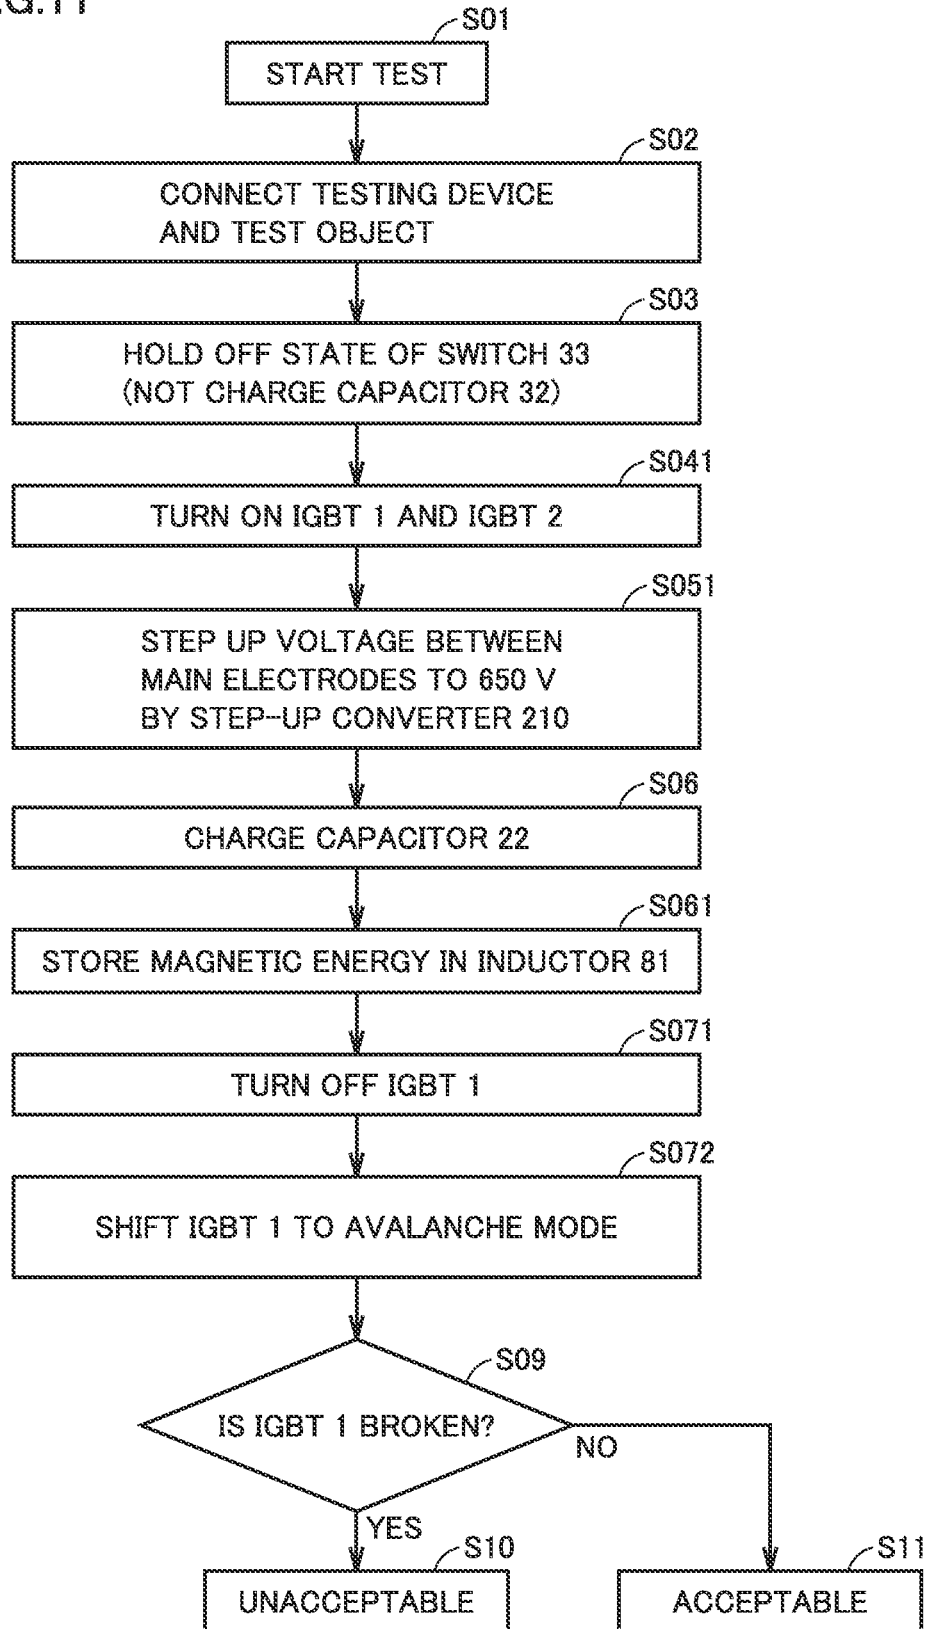 S01
START TEST
S02
CONNECT TESTING DEVICE
AND TEST OBJECT
S03
HOLD OFF STATE OF SWITCH 33
(NOT CHARGE CAPACITOR 32)
S041
TURN ON IGBT 1 AND IGBT 2
S051
STEP UP VOLTAGE BETWEEN
MAIN ELECTRODES TO 650 V
BY STEP-UP CONVERTER 210
S06
CHARGE CAPACITOR 22
S061
STORE MAGNETIC ENERGY IN INDUCTOR 81
S071
TURN OFF IGBT 1
S072
SHIFT IGBT 1 TO AVALANCHE MODE
S09
IS IGBT 1 BROKEN?
NO
YES
S10
UNACCEPTABLE
S11
ACCEPTABLE